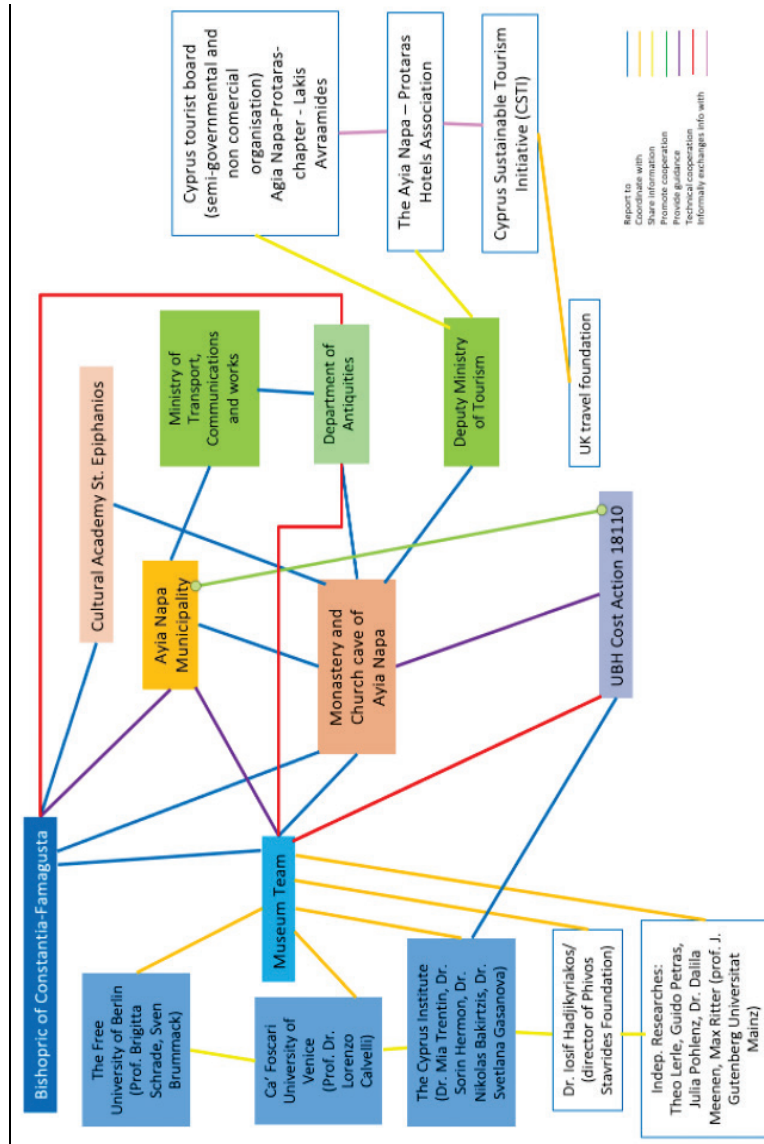 Bishopric of Constantia-Famagusta
Cultural Academy St. Epiphanios
Cyprus tourist board
(semi-governmental and
non comercial
organisation)
Agia Napa-Protaras-
chapter - Lakis
Avraamides
The Free
University of Berlin
(Prof. Brigitta
Schrade, Sven
Brummack)
Ayia Napa
Municipality
Ministry of
Transport,
Communications
and works
Museum Team
Ca' Foscari
University of
Venice
(Prof. Dr.
Lorenzo
Calvelli)
Monastery and
Church cave of
Ayia Napa
Department of
Antiquities
The Ayia Napa – Protaras
Hotels Association
The Cyprus Institute
(Dr. Mia Trentin, Dr.
Sorin Hermon, Dr.
Nikolas Bakirtzis, Dr.
Svetlana Gasanova)
Deputy Ministry
of Tourism
Cyprus Sustainable Tourism
Initiative (CSTI)
Dr. Iosif Hadjikyriakos/
(director of Phivos
Stavrides Foundation)
UBH Cost Action 18110
UK travel foundation
Indep. Researches:
Theo Lerle, Guido Petras,
Julia Pohlenz, Dr. Dalila
Meenen, Max Ritter (prof. J.
Gutenberg Universitat
Mainz)
Report to
Coordinate with
Share information
Promote cooperation
Provide guidance
Technical cooperation
Informally exchanges info with